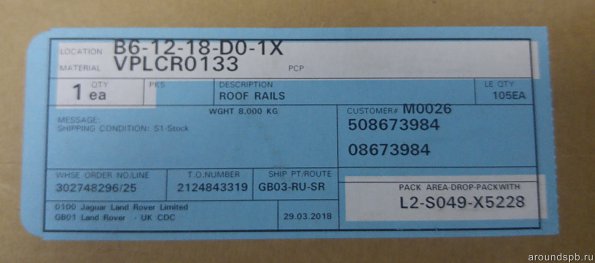 LOCATION B6-12-18-D0-1X
MATERIAL VPLCR0133 PCP
QTY PKS DESCRIPTION LE QTY
1 ea ROOF RAILS 105EA
WGHT 8.000 KG
MESSAGE:
SHIPPING CONDITION: S1-Stock
CUSTOMER# M0026
508673984
08673984
WHSE ORDER NO/LINE T.O.NUMBER SHIP PT/ROUTE
302748296/25 2124843319 GB03-RU-SR
PACK AREA-DROP-PACKWITH
L2-S049-X5228
0100 Jaguar Land Rover Limited
GB01 Land Rover - UK CDC 29.03.2018
aroundspb.ru